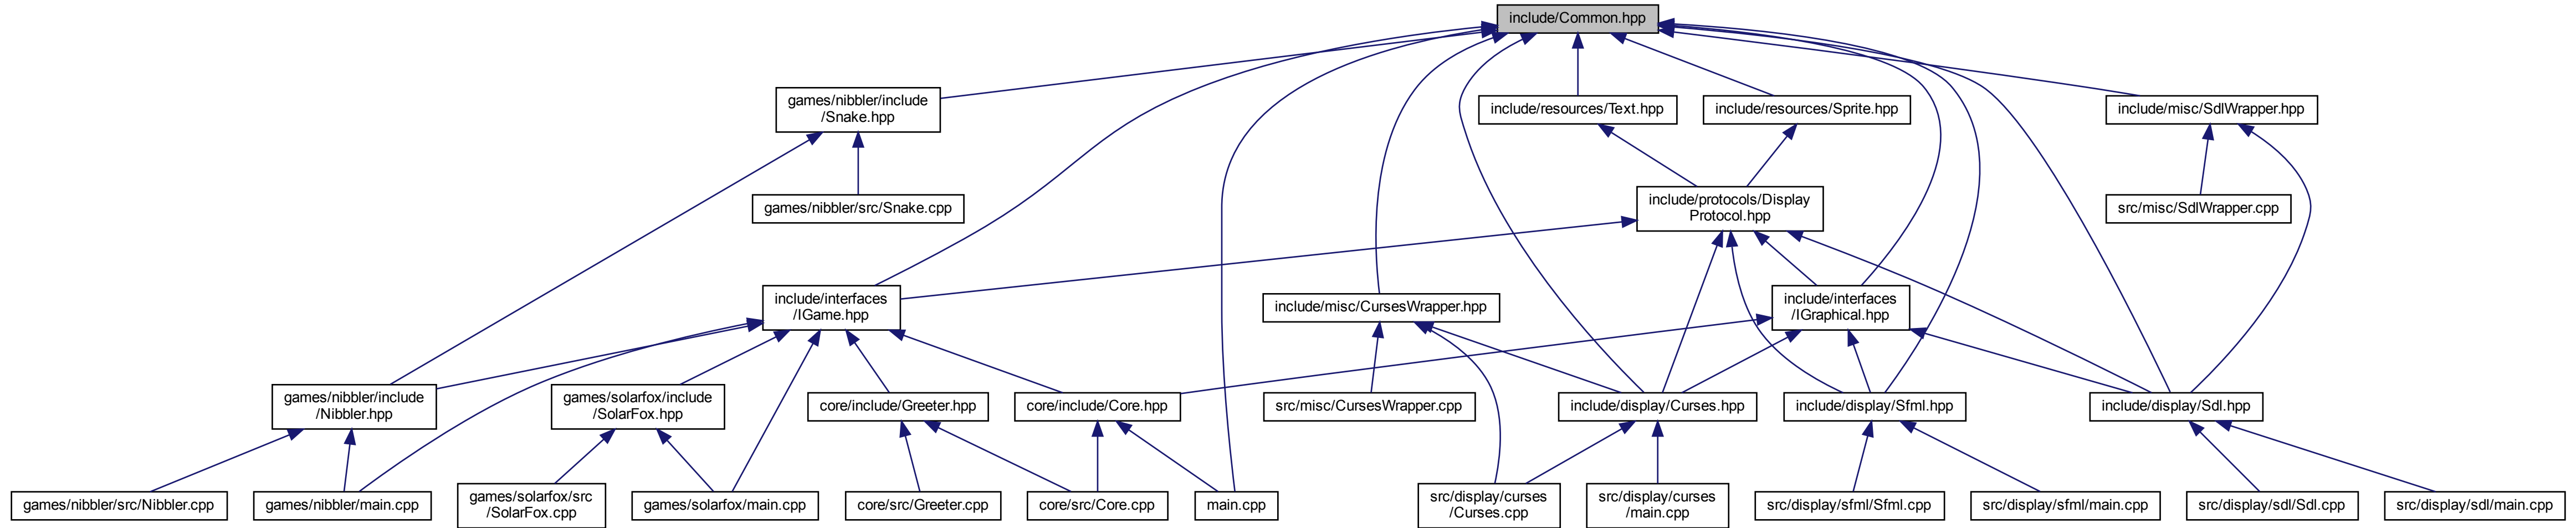 include/Common.hpp
games/nibbler/include
/Snake.hpp
include/resources/Text.hpp
include/resources/Sprite.hpp
include/misc/SdlWrapper.hpp
games/nibbler/src/Snake.cpp
include/protocols/Display
Protocol.hpp
src/misc/SdlWrapper.cpp
include/interfaces
/IGame.hpp
include/misc/CursesWrapper.hpp
include/interfaces
/IGraphical.hpp
games/nibbler/include
/Nibbler.hpp
games/solarfox/include
/SolarFox.hpp
core/include/Greeter.hpp
core/include/Core.hpp
src/misc/CursesWrapper.cpp
include/display/Curses.hpp
include/display/Sfml.hpp
include/display/Sdl.hpp
games/nibbler/src/Nibbler.cpp
games/nibbler/main.cpp
games/solarfox/src
/SolarFox.cpp
games/solarfox/main.cpp
core/src/Greeter.cpp
core/src/Core.cpp
main.cpp
src/display/curses
/Curses.cpp
src/display/curses
/main.cpp
src/display/sfml/Sfml.cpp
src/display/sfml/main.cpp
src/display/sdl/Sdl.cpp
src/display/sdl/main.cpp